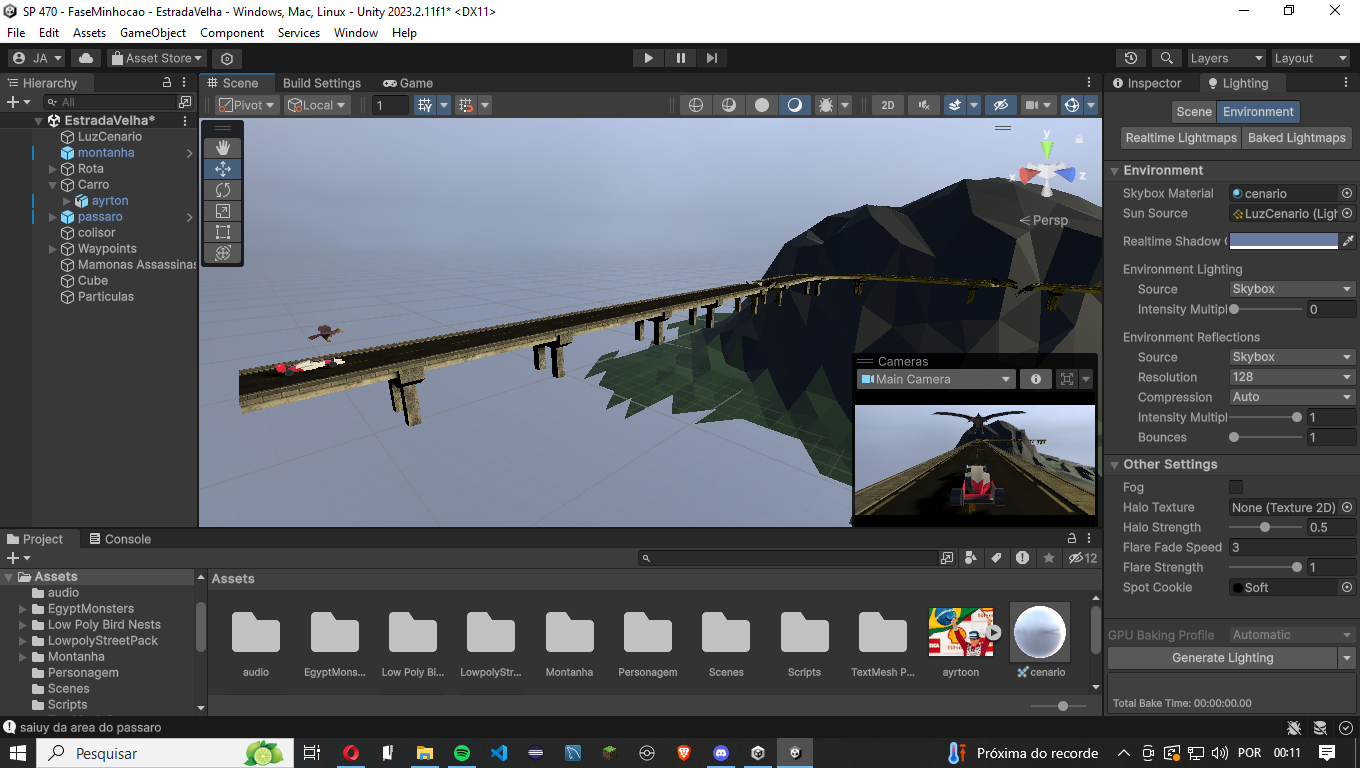 SP 470 - FaseMinhocao - EstradaVelha - Windows, Mac, Linux - Unity 2023.2.11f1* <DX11>
File Edit Assets GameObject Component Services Window Help
JA Asset Store Layers Layout
Hierarchy
All
EstradaVelha*
LuzCenario
montanha
Rota
Carro
ayrton
passaro
colisor
Waypoints
Mamonas Assassinas
Cube
Particulas
Scene Build Settings Game
Pivot Local 1 2D
y
x
z
Persp
Cameras
Main Camera
Inspector Lighting
Scene Environment
Realtime Lightmaps Baked Lightmaps
Environment
Skybox Material cenario
Sun Source LuzCenario (Ligh
Realtime Shadow C
Environment Lighting
Source Skybox
Intensity Multipl 0
Environment Reflections
Source Skybox
Resolution 128
Compression Auto
Intensity Multipl 1
Bounces 1
Other Settings
Fog
Halo Texture None (Texture 2D)
Halo Strength 0.5
Flare Fade Speed 3
Flare Strength 1
Spot Cookie Soft
GPU Baking Profile Automatic
Generate Lighting
Total Bake Time: 00:00:00.00
Project Console
12
Assets
audio
EgyptMonsters
Low Poly Bird Nests
LowpolyStreetPack
Montanha
Personagem
Scenes
Scripts
Assets
audio EgyptMons... Low Poly Bi... LowpolyStr... Montanha Personagem Scenes Scripts TextMesh P... ayrtoon cenario
saiuy da area do passaro
Pesquisar
Próxima do recorde
POR 00:11